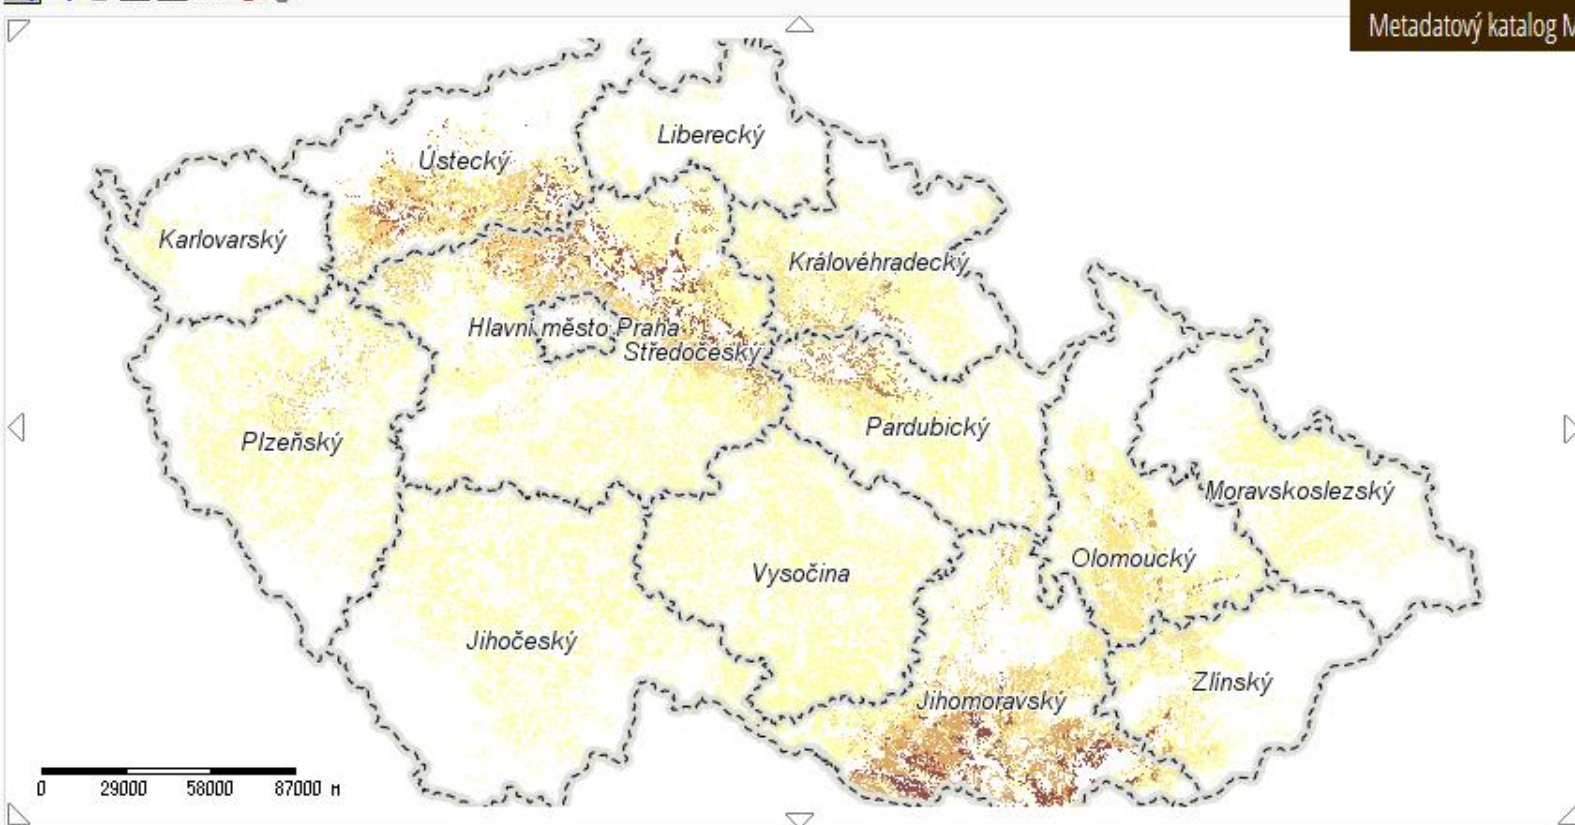 Metadatový katalog M
Liberecký
Ústecký
Karlovarský
Královéhradecký
Hlavní město Praha
Středočeský
Plzeňský
Pardubický
Moravskoslezský
Olomoucký
Vysočina
Jihočeský
Zlínský
Jihomoravský
0 29000 58000 87000 м